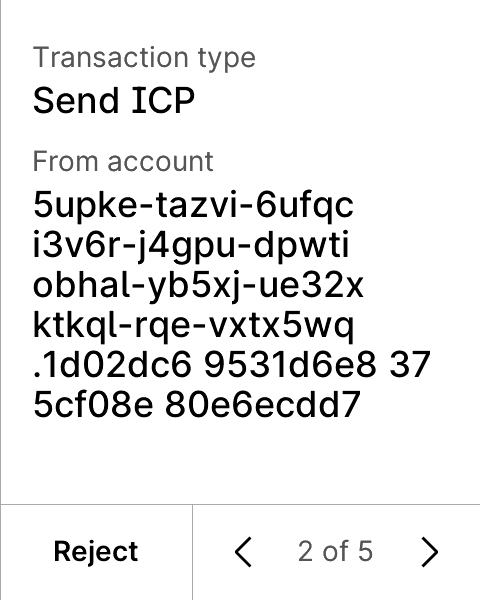 Transaction type
Send ICP
From account
5upke-tazvi-6ufqc
i3v6r-j4gpu-dpwti
obhal-yb5xj-ue32x
ktkql-rqe-vxtx5wq
.1d02dc6 9531d6e8 37
5cf08e 80e6ecdd7
Reject
2 of 5